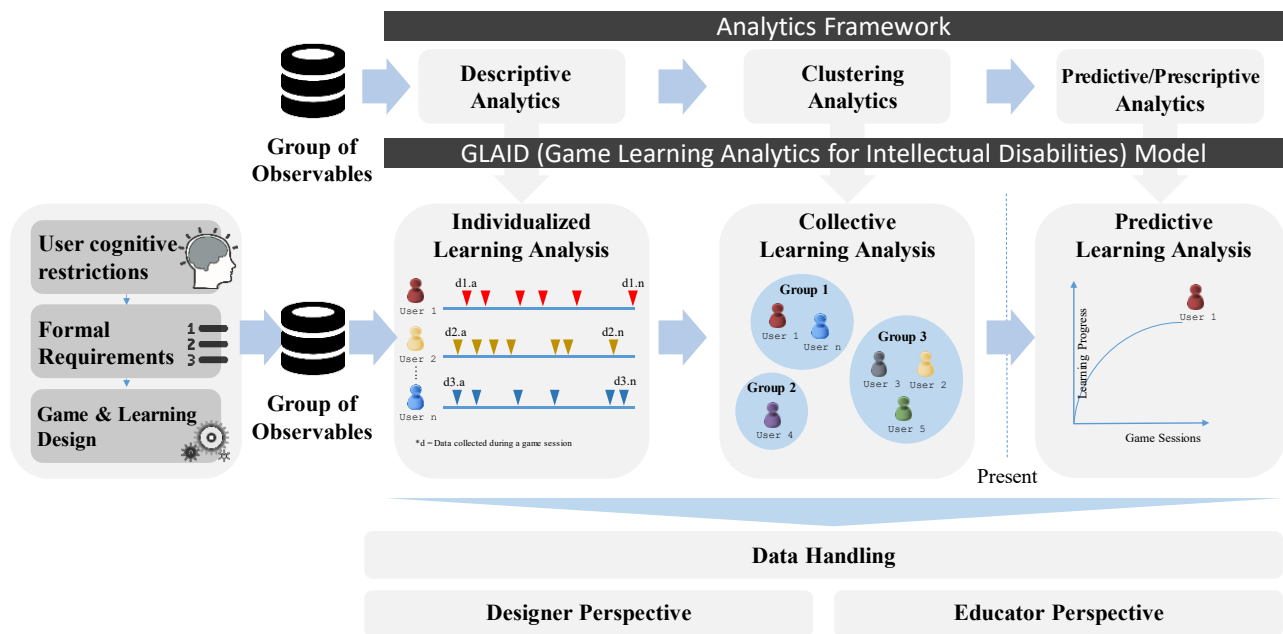 Analytics Framework
Descriptive
Analytics
Clustering
Analytics
Predictive/Prescriptive
Analytics
Group of
Observables
GLAID (Game Learning Analytics for Intellectual Disabilities) Model
User cognitive
restrictions
Formal
Requirements
1
2
3
Game & Learning
Design
Group of
Observables
Individualized
Learning Analysis
d1.a
d1.n
User 1
d2.a
d2.n
User 2
d3.a
d3.n
User n
*d = Data collected during a game session
Collective
Learning Analysis
Group 1
User 1
User n
Group 3
User 3
User 2
User 5
Group 2
User 4
Present
Predictive
Learning Analysis
User 1
Learning Progress
Game Sessions
Data Handling
Designer Perspective
Educator Perspective